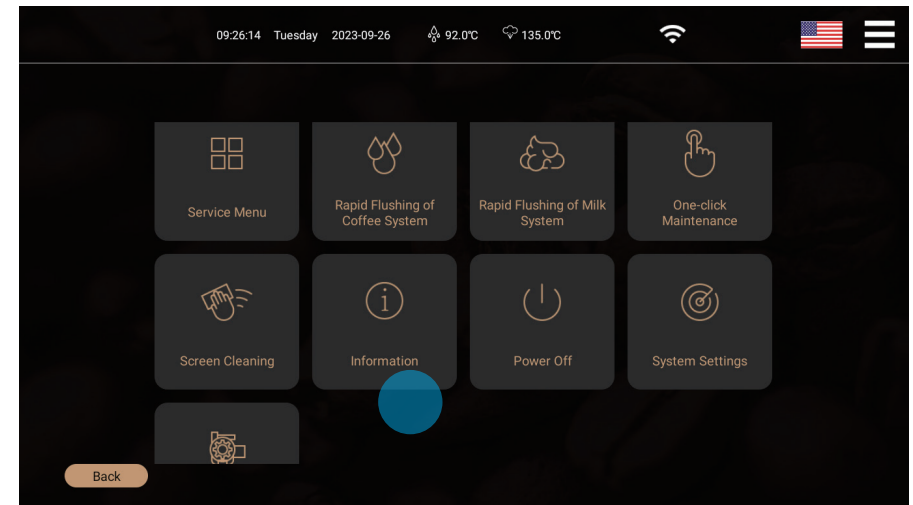 09:26:14 Tuesday 2023-09-26 92.0℃ 135.0℃
Service Menu
Rapid Flushing of
Coffee System
Rapid Flushing of Milk
System
One-click
Maintenance
Screen Cleaning
Information
Power Off
System Settings
Back